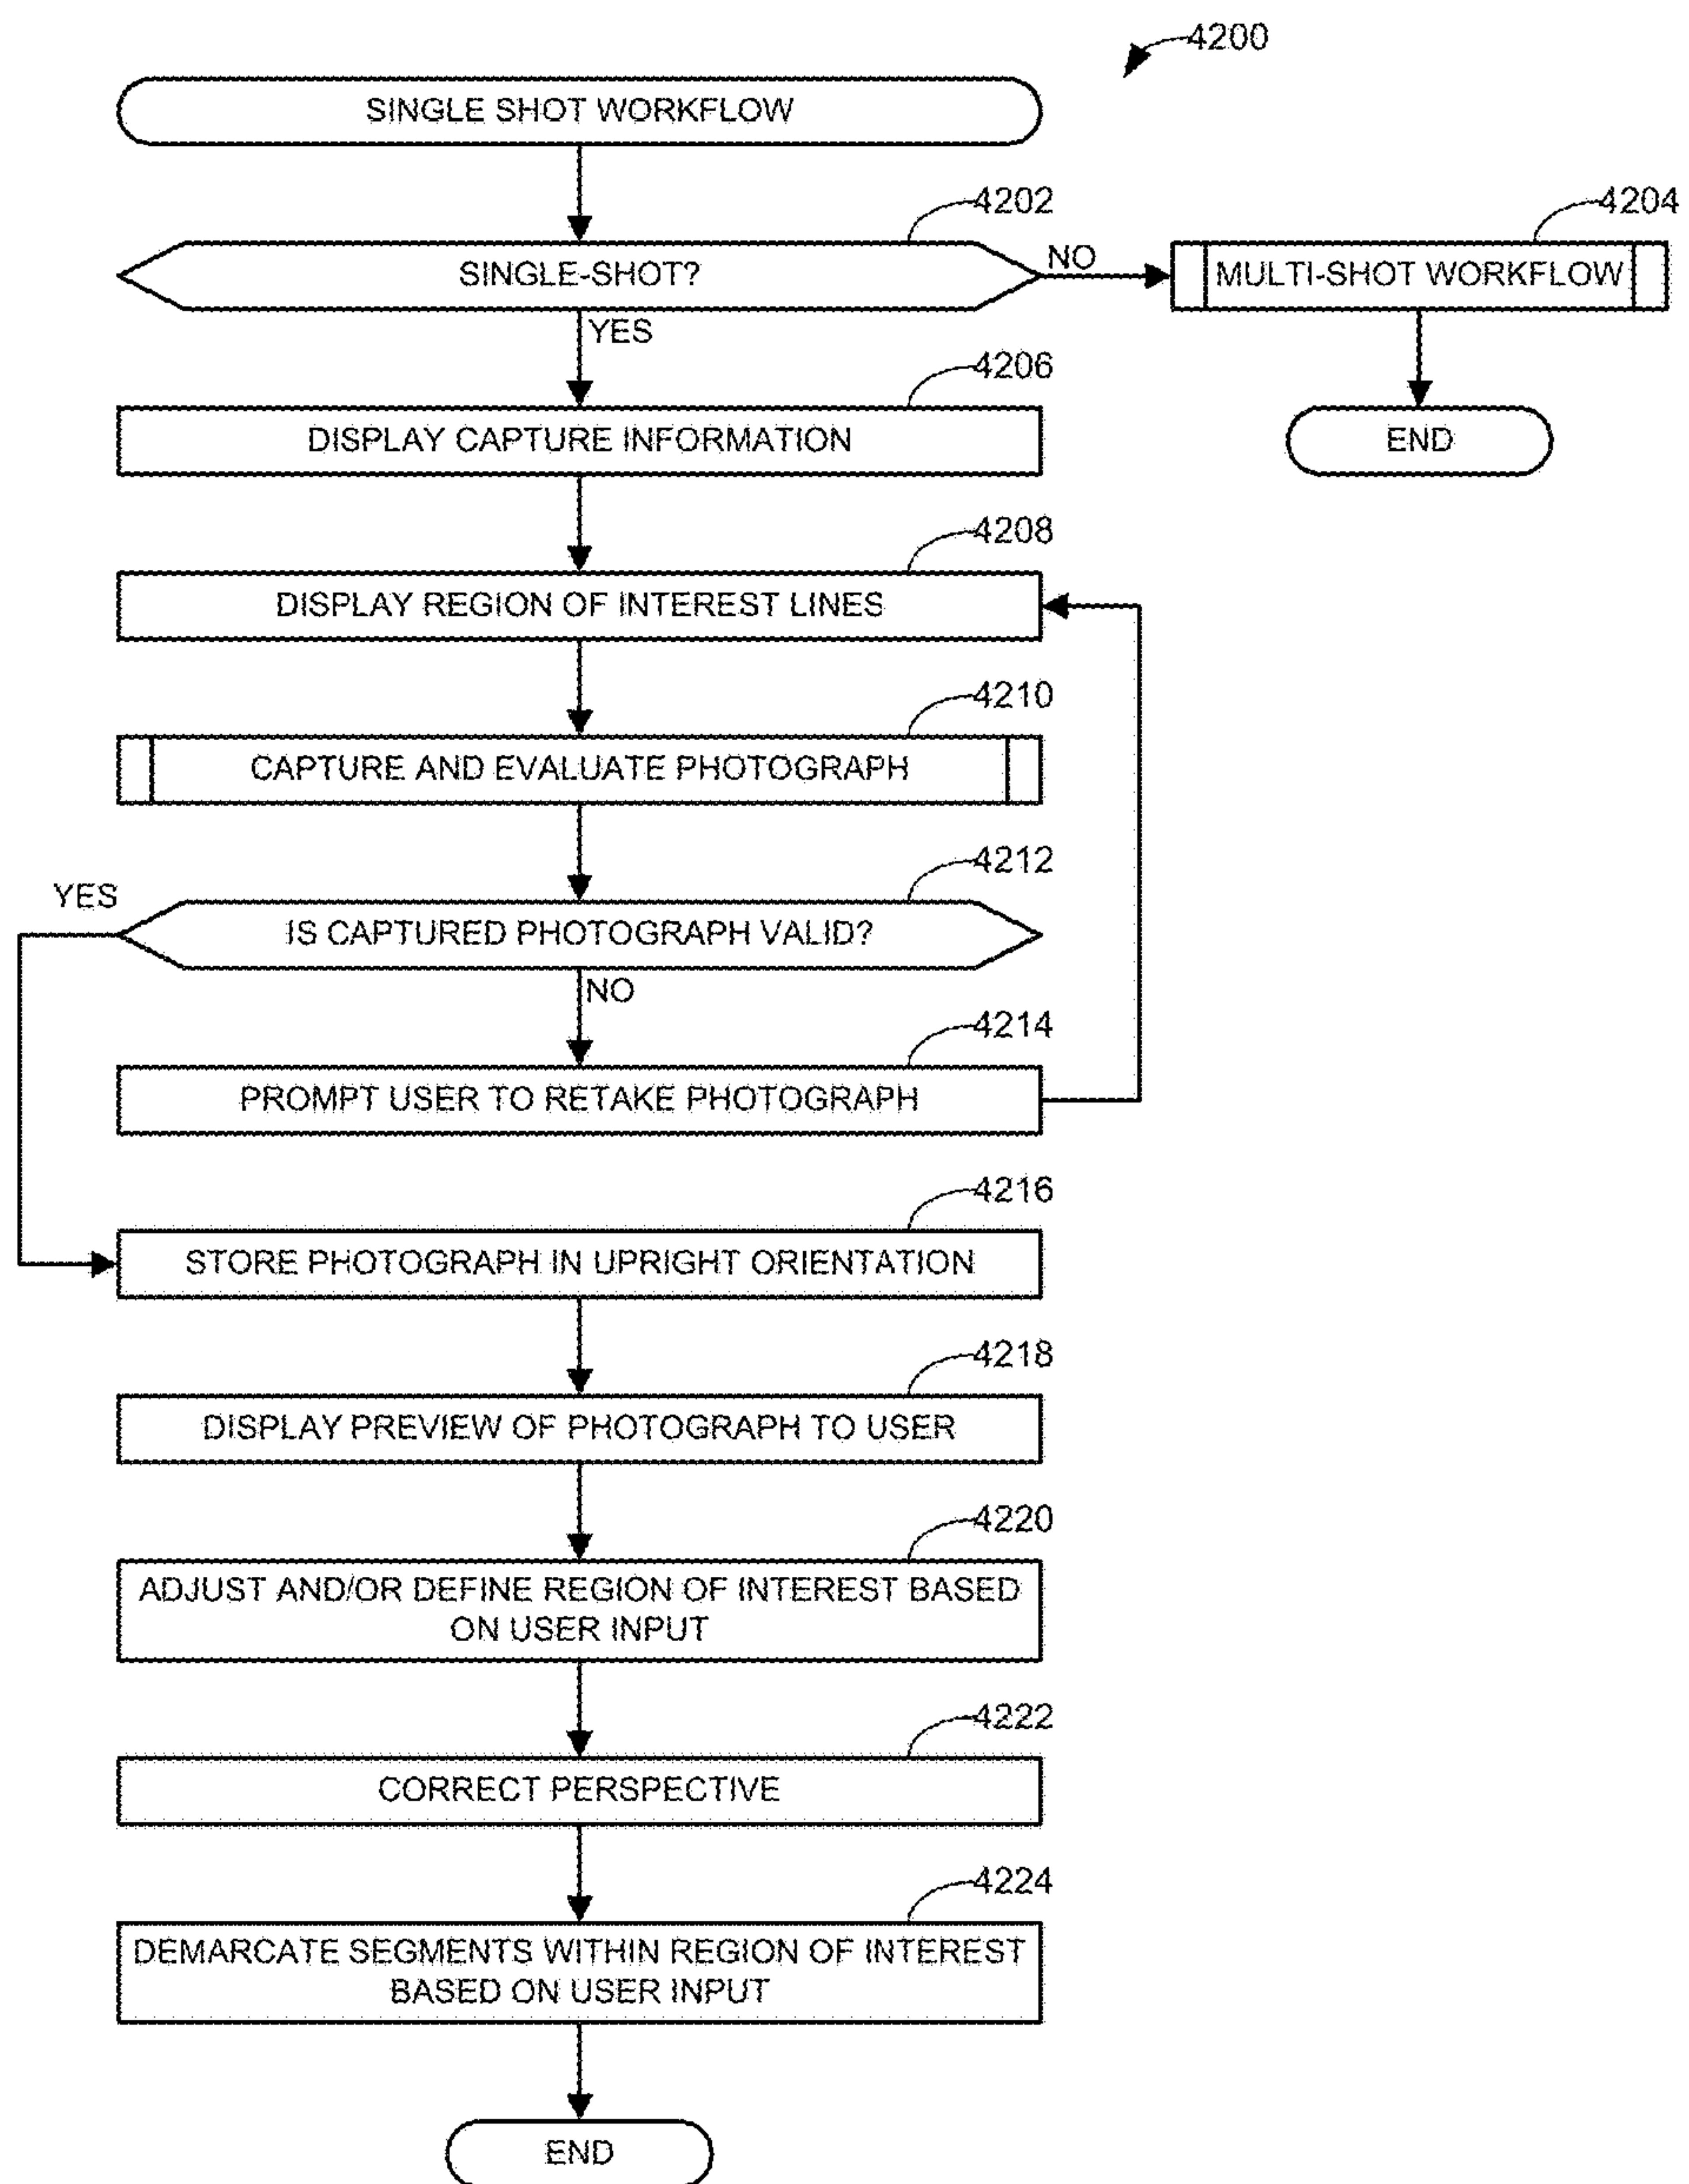 4200
SINGLE SHOT WORKFLOW
4202
SINGLE-SHOT?
NO
4204
MULTI-SHOT WORKFLOW
END
YES
4206
DISPLAY CAPTURE INFORMATION
4208
DISPLAY REGION OF INTEREST LINES
4210
CAPTURE AND EVALUATE PHOTOGRAPH
4212
IS CAPTURED PHOTOGRAPH VALID?
YES
NO
4214
PROMPT USER TO RETAKE PHOTOGRAPH
4216
STORE PHOTOGRAPH IN UPRIGHT ORIENTATION
4218
DISPLAY PREVIEW OF PHOTOGRAPH TO USER
4220
ADJUST AND/OR DEFINE REGION OF INTEREST BASED
ON USER INPUT
4222
CORRECT PERSPECTIVE
4224
DEMARCATE SEGMENTS WITHIN REGION OF INTEREST
BASED ON USER INPUT
END